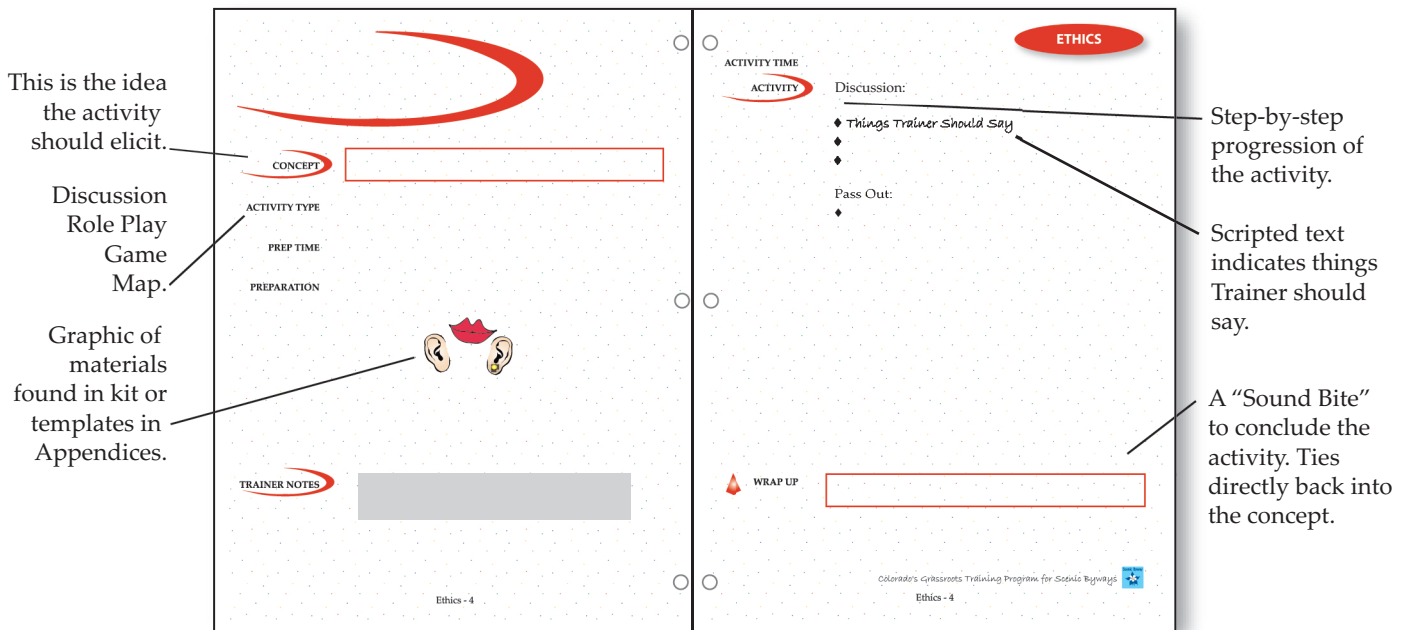 This is the idea
the activity
should elicit.
Discussion
Role Play
Game
Map.
Graphic of
materials
found in kit or
templates in
Appendices.
CONCEPT
ACTIVITY TYPE
PREP TIME
PREPARATION
TRAINER NOTES
Ethics - 4
ETHICS
ACTIVITY TIME
ACTIVITY
Discussion:
♦ Things Trainer Should Say
♦
♦
Pass Out:
♦
WRAP UP
Colorado's Grassroots Training Program for Scenic Byways
Ethics - 4
Step-by-step
progression of
the activity.
Scripted text
indicates things
Trainer should
say.
A “Sound Bite”
to conclude the
activity. Ties
directly back into
the concept.